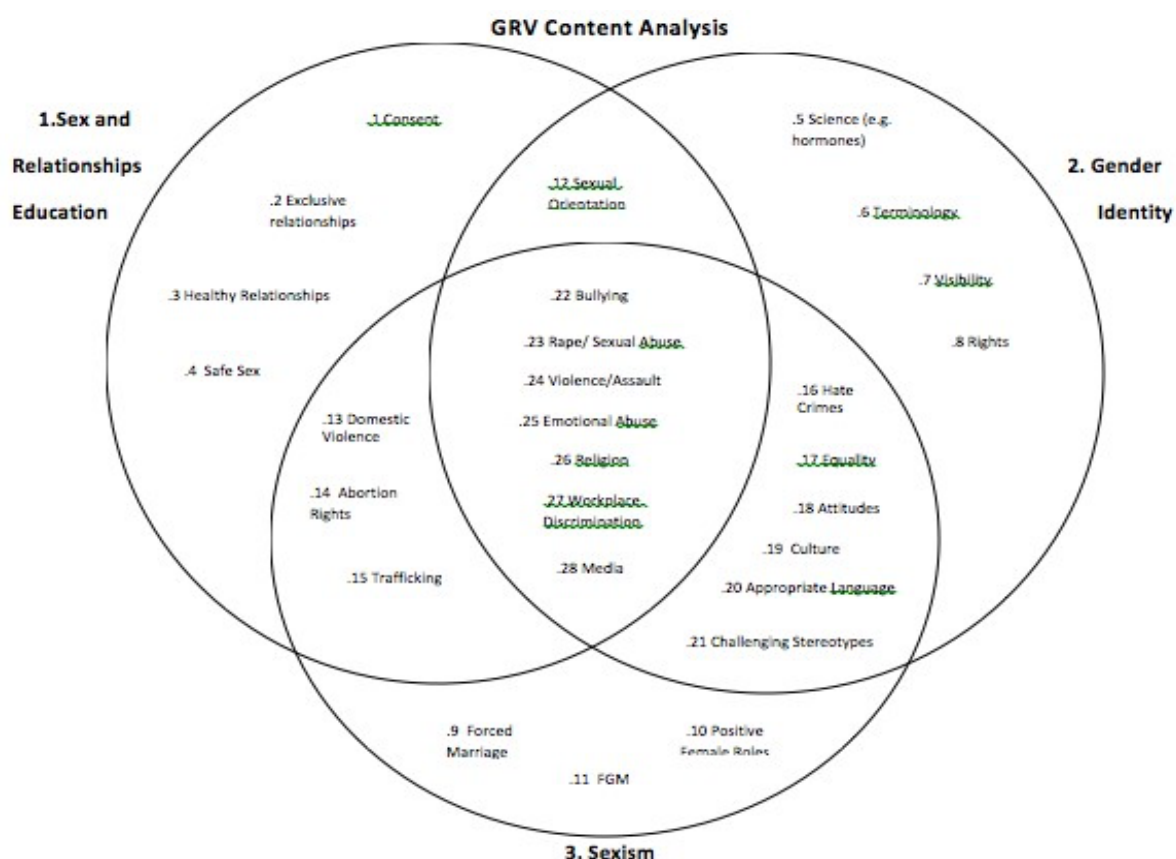 GRV Content Analysis
1.Sex and
Relationships
Education
2. Gender
Identity
.1 Consent
.2 Exclusive
relationships
.3 Healthy Relationships
.4 Safe Sex
.5 Science (e.g.
hormones)
.6 Terminology
.7 Visibility
.8 Rights
.12 Sexual
Orientation
.22 Bullying
.23 Rape/ Sexual Abuse
.24 Violence/Assault
.25 Emotional Abuse
.26 Religion
.27 Workplace
Discrimination
.28 Media
.13 Domestic
Violence
.14 Abortion
Rights
.15 Trafficking
.16 Hate
Crimes
.17 Equality
.18 Attitudes
.19 Culture
.20 Appropriate Language
.21 Challenging Stereotypes
.9 Forced
Marriage
.10 Positive
Female Roles
.11 FGM
3. Sexism